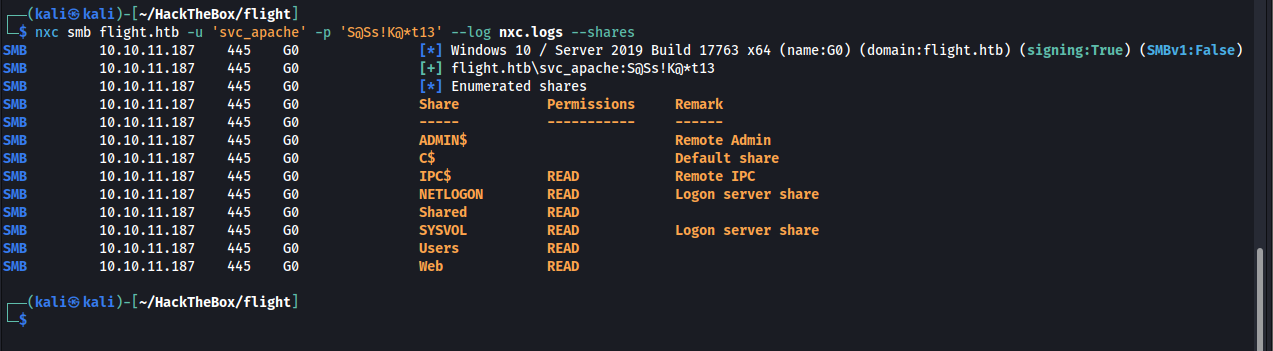 ┌──(kali㉿kali)-[~/HackTheBox/flight]
└─$ nxc smb flight.htb -u 'svc_apache' -p 'S@Ss!K@*t13' --log nxc.logs --shares
SMB 10.10.11.187 445 G0 [*] Windows 10 / Server 2019 Build 17763 x64 (name:G0) (domain:flight.htb) (signing:True) (SMBv1:False)
SMB 10.10.11.187 445 G0 [+] flight.htb\svc_apache:S@Ss!K@*t13
SMB 10.10.11.187 445 G0 [*] Enumerated shares
SMB 10.10.11.187 445 G0 Share Permissions Remark
SMB 10.10.11.187 445 G0 ----- ----------- ------
SMB 10.10.11.187 445 G0 ADMIN$ Remote Admin
SMB 10.10.11.187 445 G0 C$ Default share
SMB 10.10.11.187 445 G0 IPC$ READ Remote IPC
SMB 10.10.11.187 445 G0 NETLOGON READ Logon server share
SMB 10.10.11.187 445 G0 Shared READ
SMB 10.10.11.187 445 G0 SYSVOL READ Logon server share
SMB 10.10.11.187 445 G0 Users READ
SMB 10.10.11.187 445 G0 Web READ
┌──(kali㉿kali)-[~/HackTheBox/flight]
└─$